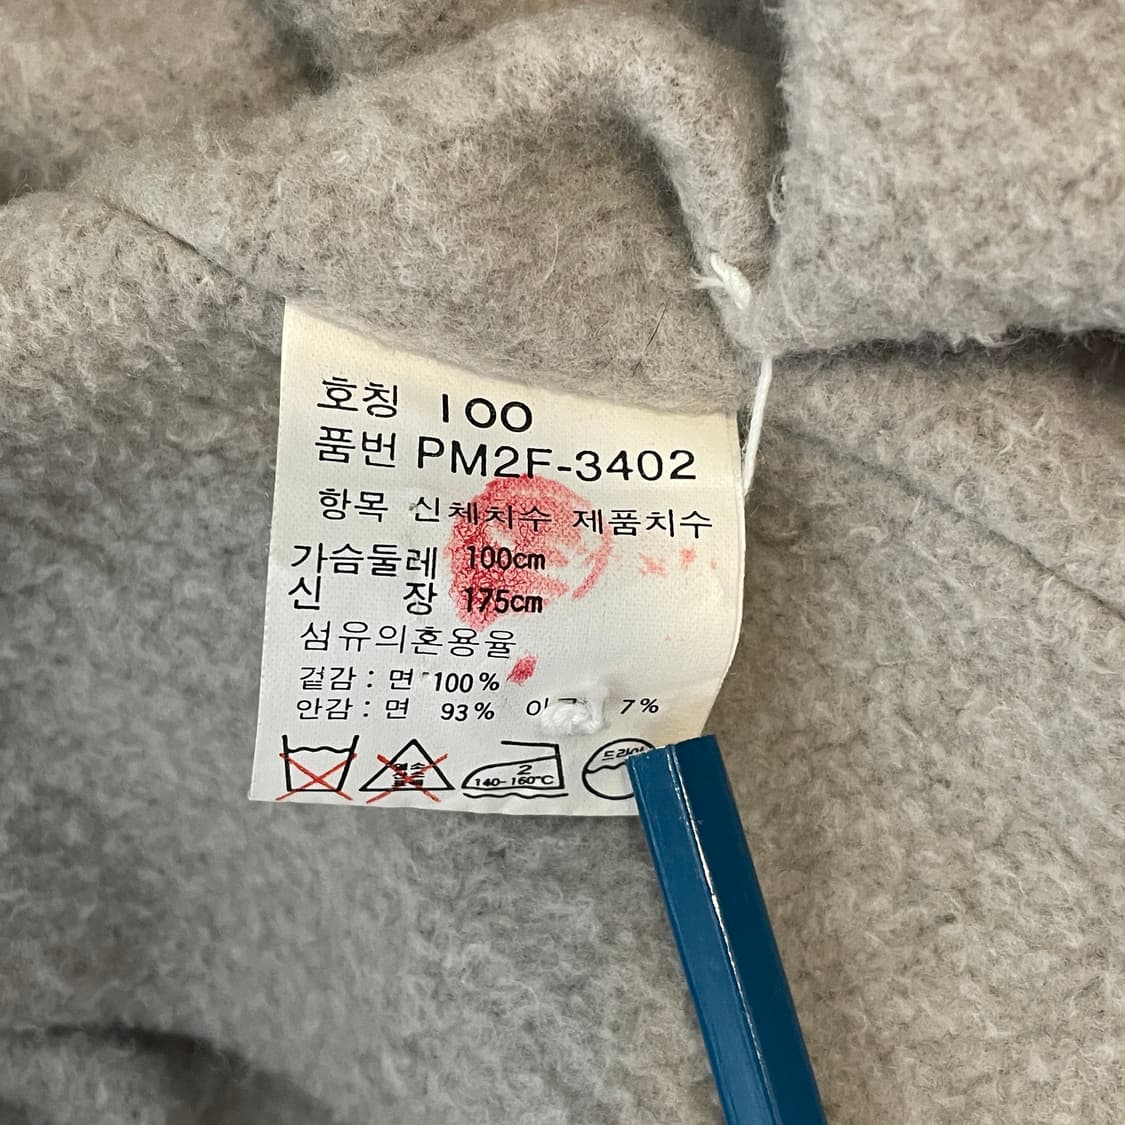 호칭 100
품번 PM2F-3402
항목 신체치수 제품치수
가슴둘레 100cm
신 장 175cm
섬유의혼용율
겉감 : 면 100%
안감 : 면 93% 7%
2
140-160℃